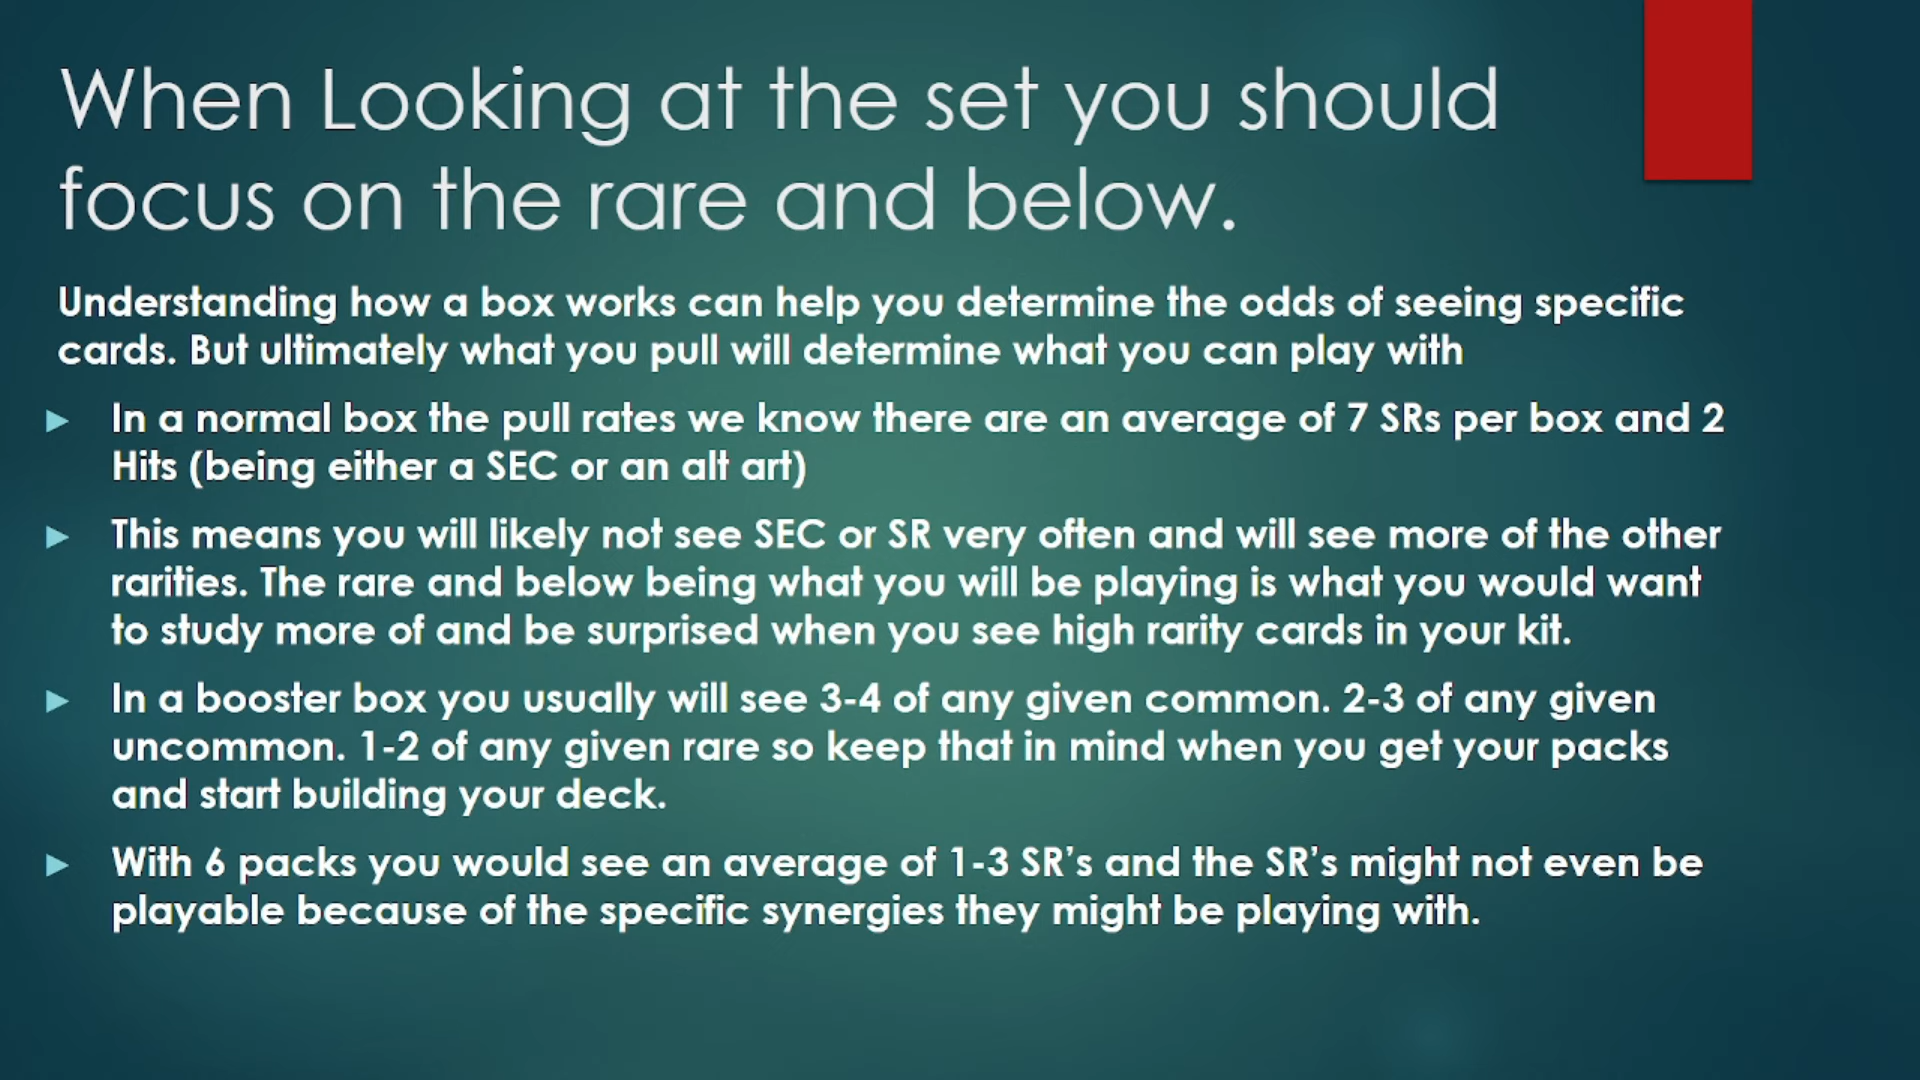 When Looking at the set you should
focus on the rare and below.
Understanding how a box works can help you determine the odds of seeing specific
cards. But ultimately what you pull will determine what you can play with
In a normal box the pull rates we know there are an average of 7 SRs per box and 2
Hits (being either a SEC or an alt art)
This means you will likely not see SEC or SR very often and will see more of the other
rarities. The rare and below being what you will be playing is what you would want
to study more of and be surprised when you see high rarity cards in your kit.
In a booster box you usually will see 3-4 of any given common. 2-3 of any given
uncommon. 1-2 of any given rare so keep that in mind when you get your packs
and start building your deck.
With 6 packs you would see an average of 1-3 SR's and the SR's might not even be
playable because of the specific synergies they might be playing with.